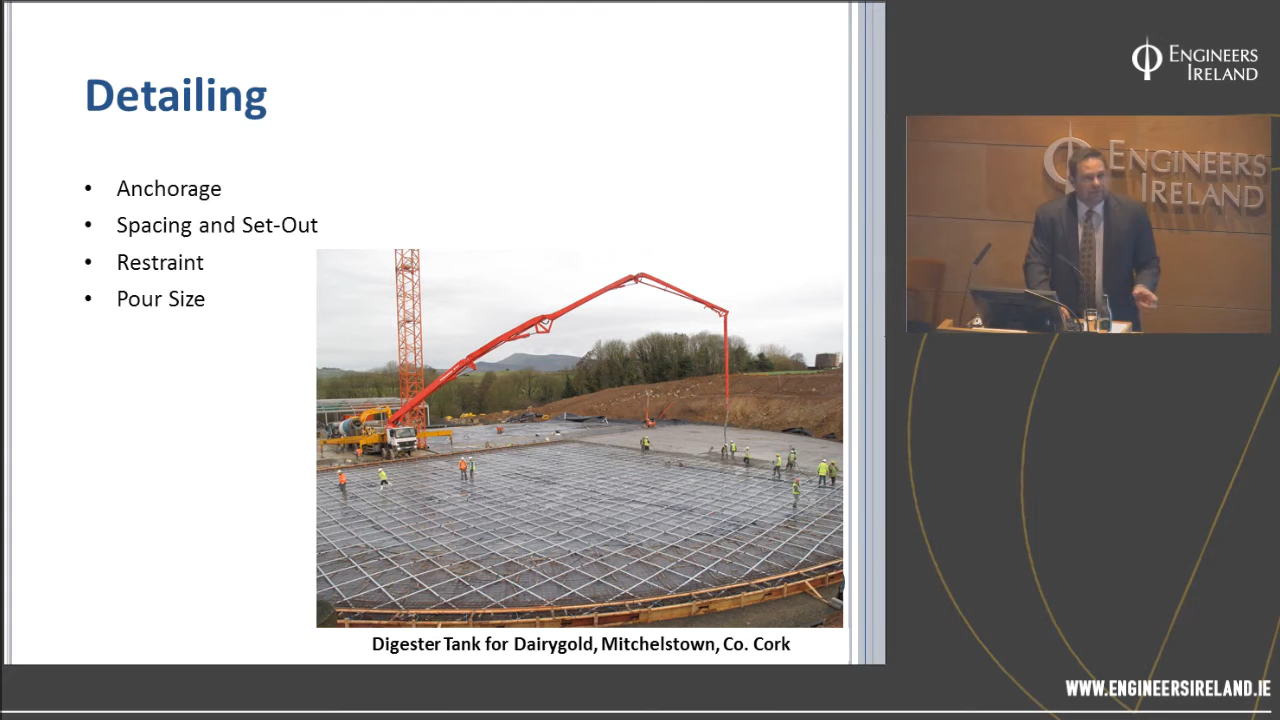 Detailing
• Anchorage
• Spacing and Set-Out
• Restraint
• Pour Size
Digester Tank for Dairygold, Mitchelstown, Co. Cork
ENGINEERS
IRELAND
ENGINEERS
IRELAND
WWW.ENGINEERSIRELAND.IE